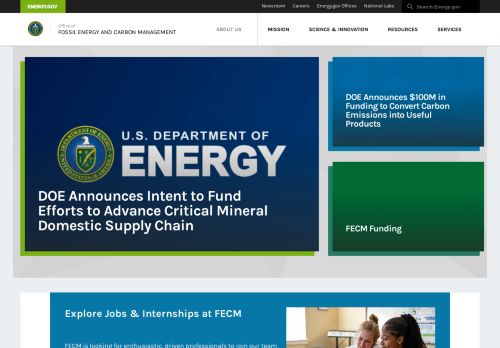 ENERGY.GOV
Newsroom Careers Energy.gov Offices National Labs Search Energy.gov
Office of
FOSSIL ENERGY AND CARBON MANAGEMENT
ABOUT US MISSION SCIENCE & INNOVATION RESOURCES SERVICES
U.S. DEPARTMENT OF
ENERGY
DOE Announces Intent to Fund
Efforts to Advance Critical Mineral
Domestic Supply Chain
DOE Announces $100M in
Funding to Convert Carbon
Emissions into Useful
Products
FECM Funding
Explore Jobs & Internships at FECM
FECM is looking for enthusiastic, driven professionals to join our team